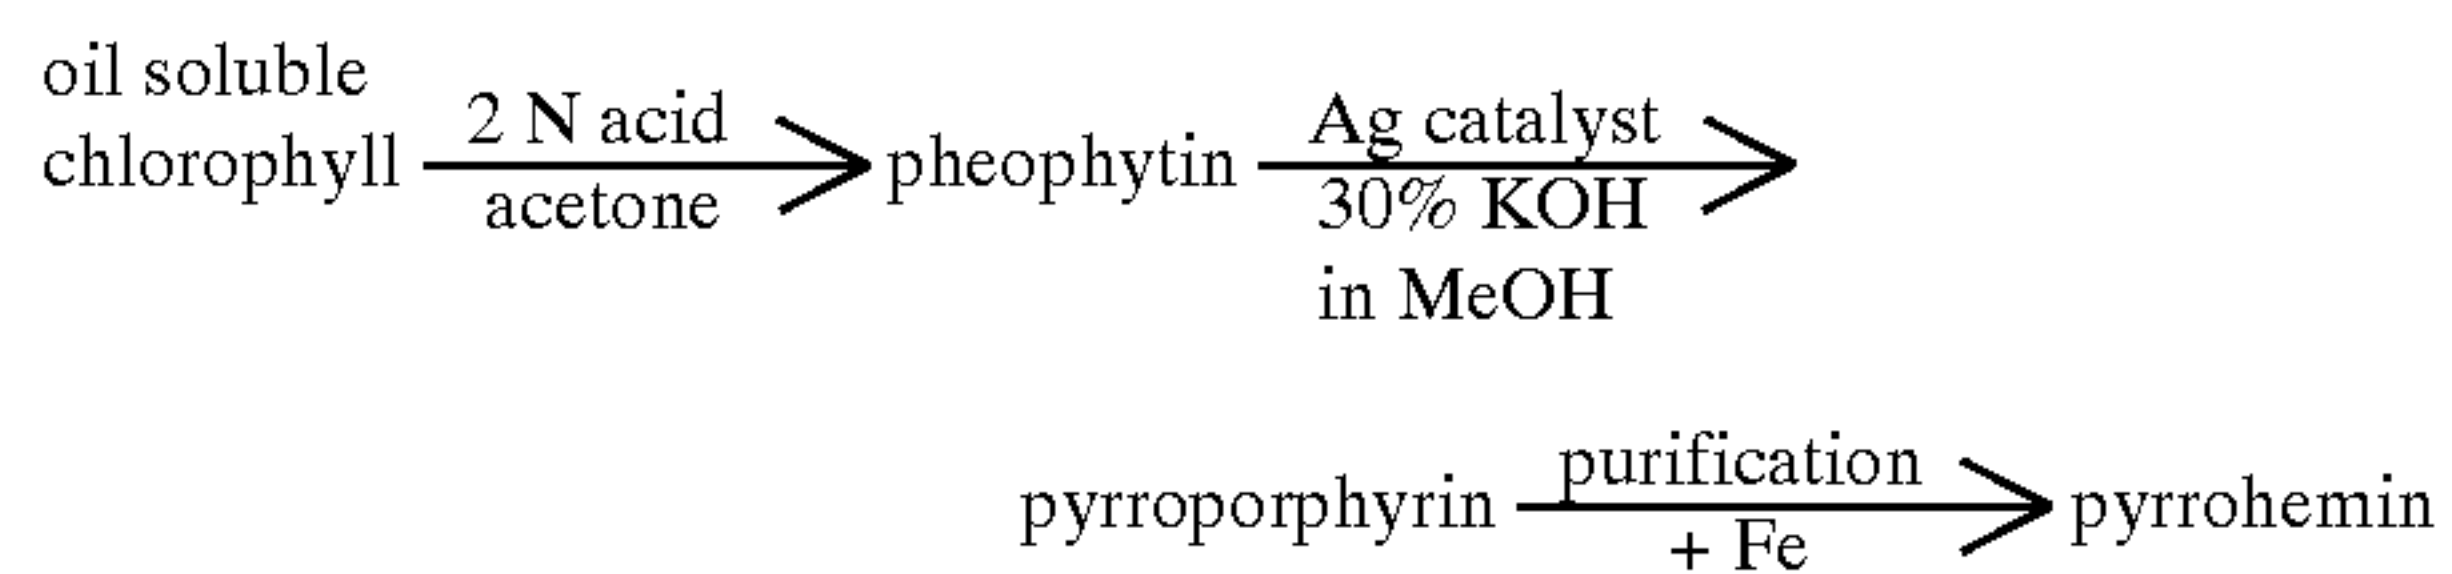 oil soluble
chlorophyll
2 N acid
acetone
pheophytin
Ag catalyst
30% KOH
in MeOH
pyrroporphyrin
purification
+ Fe
pyrrohemin